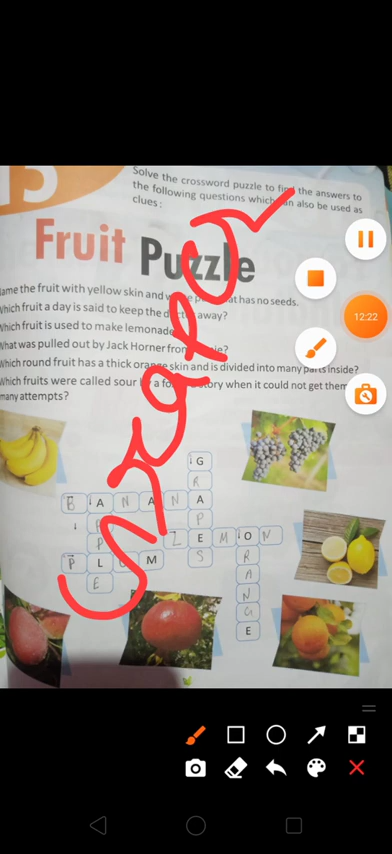 15
Solve the crossword puzzle to find the answers to
the following questions which can also be used as
clues :
Fruit Puzzle
Name the fruit with yellow skin and has no seeds.
Which fruit a day is said to keep the away?
Which fruit is used to make lemonade
What was pulled out by Jack Horner from
Which round fruit has a thick orange skin and is divided into many parts inside?
Which fruits were called sour by a story when it could not get them
many attempts?
12:22
G
R
B A N A N A
P P
P L E M O N
P L U M S R
E A
N
G
E